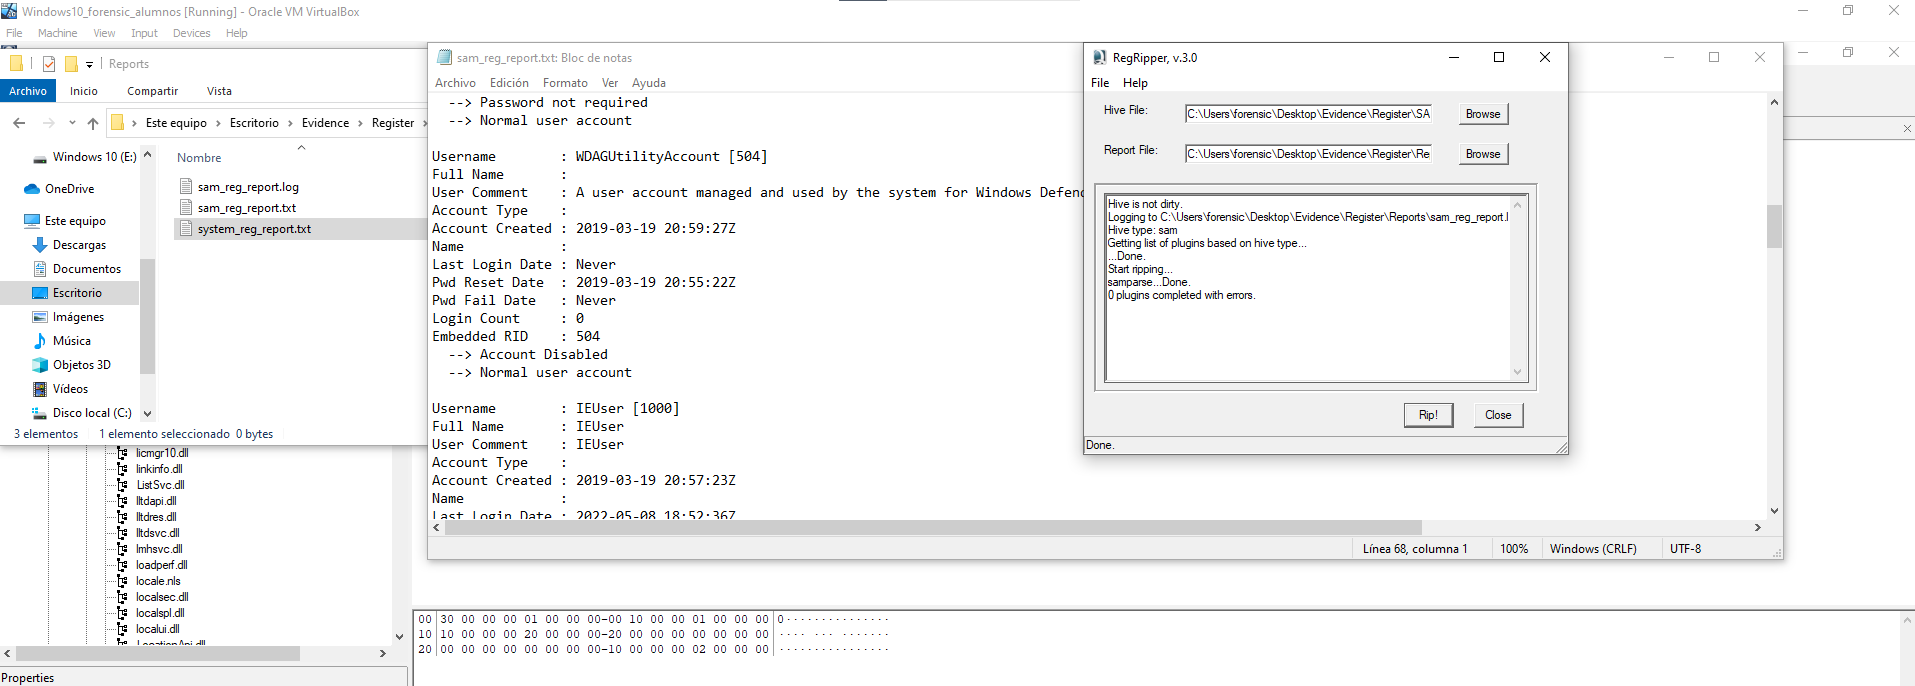 Windows10_forensic_alumnos [Running] - Oracle VM VirtualBox
File Machine View Input Devices Help
Reports
Archivo Inicio Compartir Vista
Este equipo > Escritorio > Evidence > Register >
Windows 10 (E:)
OneDrive
Este equipo
Descargas
Documentos
Escritorio
Imágenes
Música
Objetos 3D
Vídeos
Disco local (C:)
Nombre
sam_reg_report.log
sam_reg_report.txt
system_reg_report.txt
3 elementos 1 elemento seleccionado 0 bytes
licmgr10.dll
linkinfo.dll
ListSvc.dll
lltdapi.dll
lltdres.dll
lltdsvc.dll
lmhsvc.dll
loadperf.dll
locale.nls
localsec.dll
localspl.dll
localui.dll
LocationApi.dll
Properties
sam_reg_report.txt: Bloc de notas
Archivo Edición Formato Ver Ayuda
--> Password not required
--> Normal user account
Username : WDAGUtilityAccount [504]
Full Name :
User Comment : A user account managed and used by the system for Windows Defend
Account Type :
Account Created : 2019-03-19 20:59:27Z
Name :
Last Login Date : Never
Pwd Reset Date : 2019-03-19 20:55:22Z
Pwd Fail Date : Never
Login Count : 0
Embedded RID : 504
--> Account Disabled
--> Normal user account
Username : IEUser [1000]
Full Name : IEUser
User Comment : IEUser
Account Type :
Account Created : 2019-03-19 20:57:23Z
Name :
Last Login Date : 2022-05-08 18:52:36Z
Línea 68, columna 1 100% Windows (CRLF) UTF-8
RegRipper, v.3.0
File Help
Hive File: C:\Users\forensic\Desktop\Evidence\Register\SA Browse
Report File: C:\Users\forensic\Desktop\Evidence\Register\Re Browse
Hive is not dirty.
Logging to C:\Users\forensic\Desktop\Evidence\Register\Reports\sam_reg_report.l
Hive type: sam
Getting list of plugins based on hive type...
...Done.
Start ripping...
samparse...Done.
0 plugins completed with errors.
Rip! Close
Done.
00 30 00 00 00 01 00 00 00-00 10 00 00 01 00 00 00 0···············
10 10 00 00 00 20 00 00 00-20 00 00 00 00 00 00 00 ···· ··· ·······
20 00 00 00 00 00 00 00 00-10 00 00 00 02 00 00 00 ················